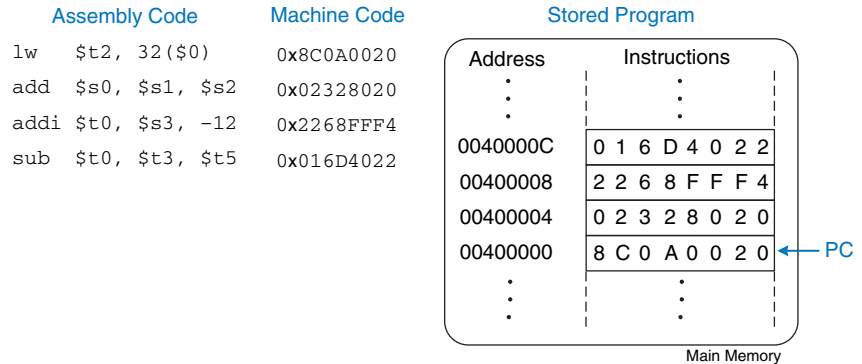 Assembly Code Machine Code Stored Program
lw $t2, 32($0) 0x8C0A0020
add $s0, $s1, $s2 0x02328020
addi $t0, $s3, –12 0x2268FFF4
sub $t0, $t3, $t5 0x016D4022
Address Instructions
0040000C 0 1 6 D 4 0 2 2
00400008 2 2 6 8 F F F 4
00400004 0 2 3 2 8 0 2 0
00400000 8 C 0 A 0 0 2 0 PC
Main Memory